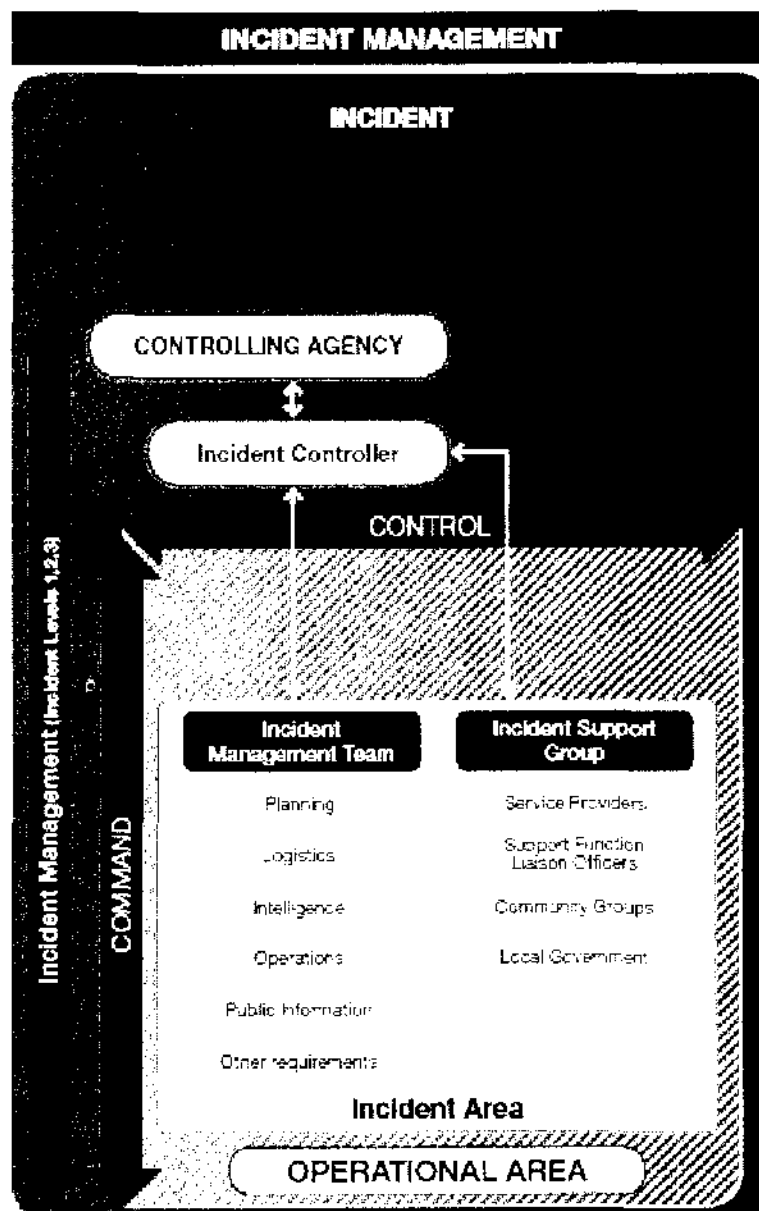 INCIDENT MANAGEMENT
INCIDENT
CONTROLLING AGENCY
Incident Controller
CONTROL
Incident Management (Incident Levels 1,2,3)
COMMAND
Incident
Management Team
Planning
Logistics
Intelligence
Operations
Public Information
Other requirements
Incident Support
Group
Service Providers
Support Function
Liaison Officers
Community Groups
Local Government
Incident Area
OPERATIONAL AREA